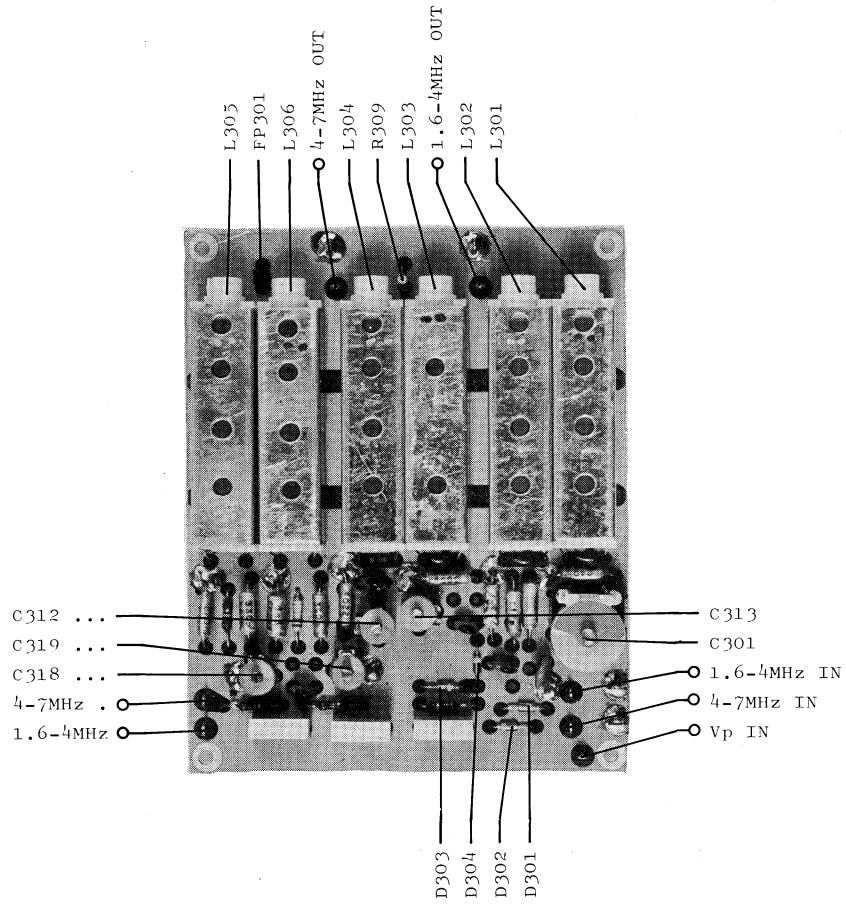 L305
FP301
L306
4-7MHz OUT
L304
R309
L303
1.6-4MHz OUT
L302
L301
C312 ...
C319 ...
C318 ...
4-7MHz .
1.6-4MHz
C313
C301
1.6-4MHz IN
4-7MHz IN
Vp IN
D303
D304
D302
D301